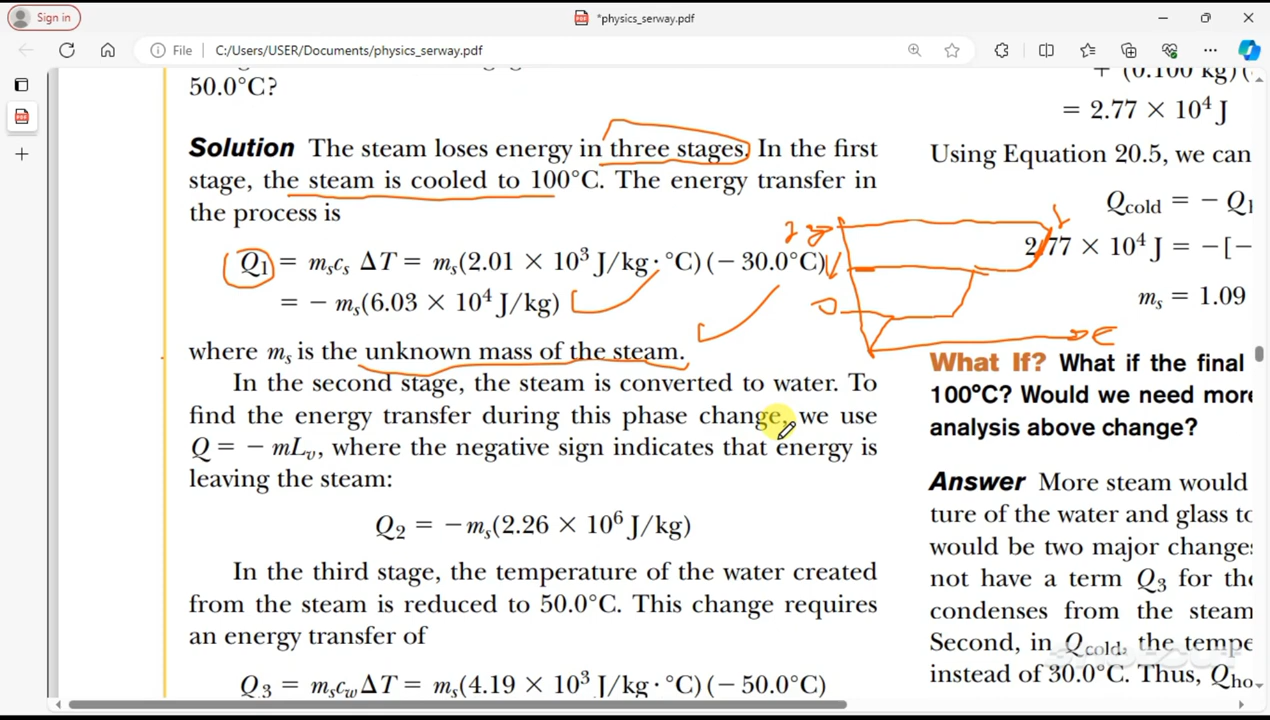 Sign in
*physics_serway.pdf
File C:/Users/USER/Documents/physics_serway.pdf
50.0°C?
Solution The steam loses energy in three stages. In the first
stage, the steam is cooled to 100°C. The energy transfer in
the process is
Q₁ = mₛcₛ ΔT = mₛ(2.01 × 10³ J/kg · °C)(− 30.0°C)
= − mₛ(6.03 × 10⁴ J/kg)
where mₛ is the unknown mass of the steam.
In the second stage, the steam is converted to water. To
find the energy transfer during this phase change, we use
Q = − mLᵥ, where the negative sign indicates that energy is
leaving the steam:
Q₂ = −mₛ(2.26 × 10⁶ J/kg)
In the third stage, the temperature of the water created
from the steam is reduced to 50.0°C. This change requires
an energy transfer of
Q₃ = mₛc_wΔT = mₛ(4.19 × 10³ J/kg · °C)(− 50.0°C)
+ (0.100 kg)(
= 2.77 × 10⁴ J
Using Equation 20.5, we can
Q_cold = − Q
2.77 × 10⁴ J = −[−
mₛ = 1.09
What If? What if the final
100°C? Would we need more
analysis above change?
Answer More steam would
ture of the water and glass to
would be two major changes
not have a term Q₃ for the
condenses from the steam
Second, in Q_cold, the tempe
instead of 30.0°C. Thus, Q_ho